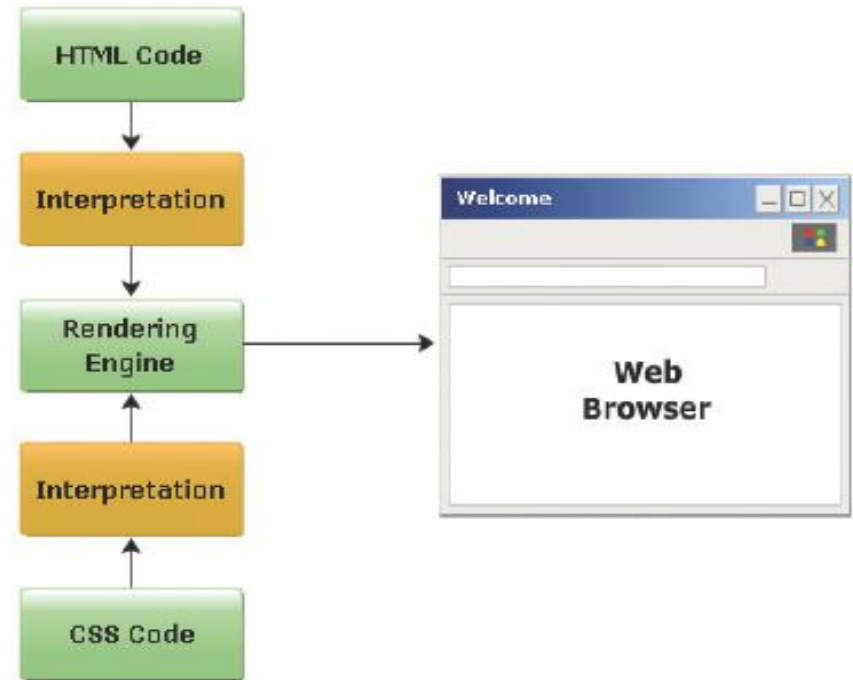 HTML Code
Interpretation
Rendering
Engine
Interpretation
CSS Code
Welcome
Web
Browser